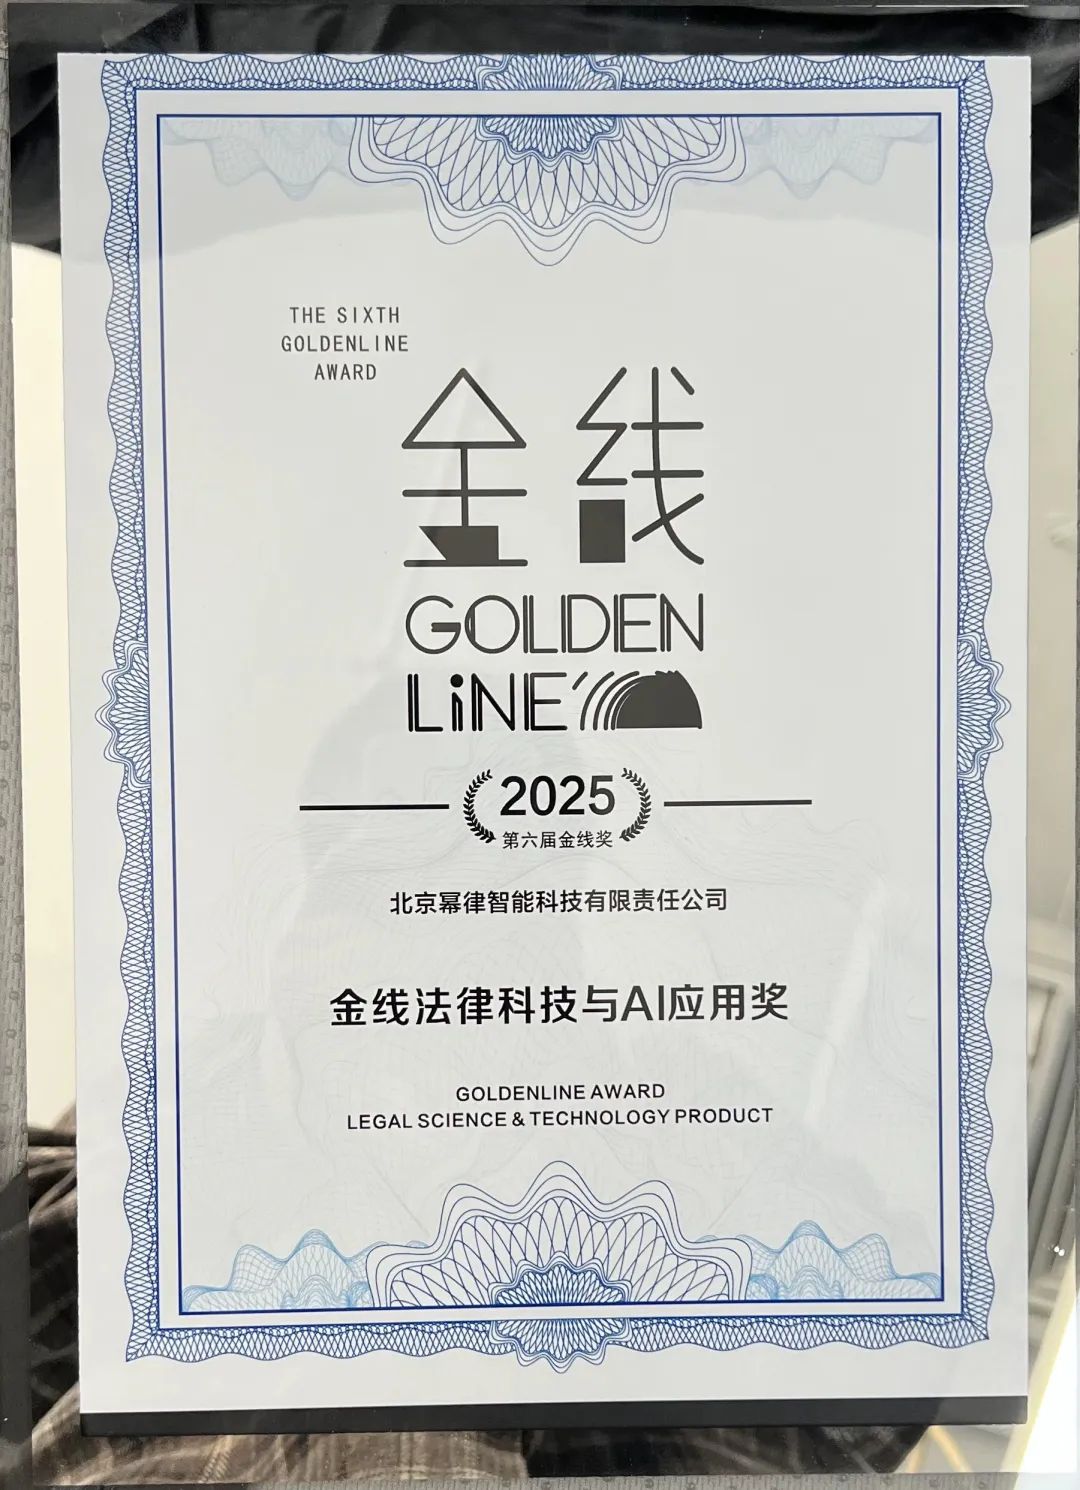 THE SIXTH
GOLDENLINE
AWARD
金线
GOLDEN
LiNE'
2025
第六届金线奖
北京幂律智能科技有限责任公司
金线法律科技与AI应用奖
GOLDENLINE AWARD
LEGAL SCIENCE & TECHNOLOGY PRODUCT